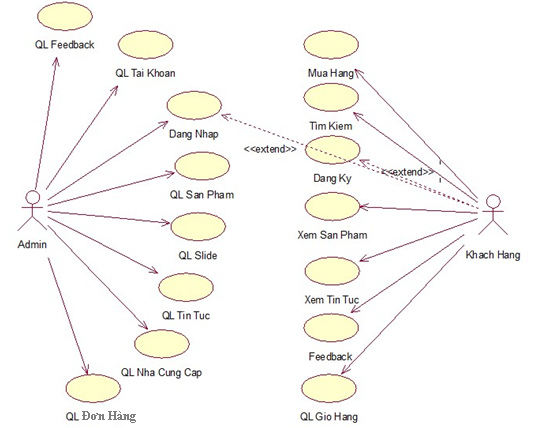 QL Feedback
QL Tai Khoan
Mua Hang
Dang Nhap
Tim Kiem
<<extend>>
Dang Ky
<<extend>>
QL San Pham
Admin
Xem San Pham
Khach Hang
QL Slide
QL Tin Tuc
Xem Tin Tuc
QL Nha Cung Cap
Feedback
QL Đơn Hàng
QL Gio Hang